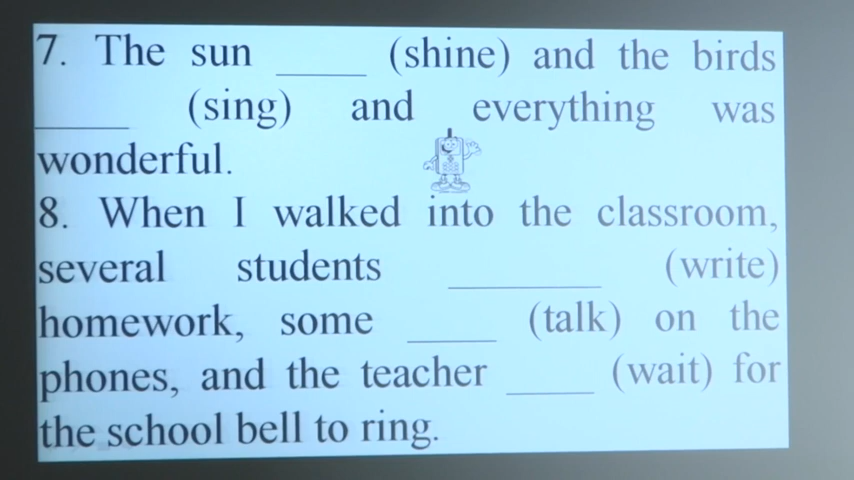 7. The sun _____ (shine) and the birds
_____ (sing) and everything was
wonderful.
8. When I walked into the classroom,
several students ________ (write)
homework, some _____ (talk) on the
phones, and the teacher _____ (wait) for
the school bell to ring.